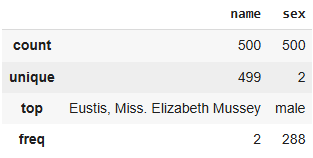 name sex
count 500 500
unique 499 2
top Eustis, Miss. Elizabeth Mussey male
freq 2 288